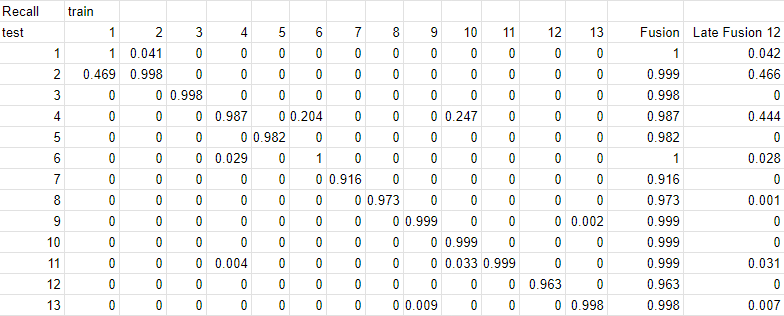 Recall train
test 1 2 3 4 5 6 7 8 9 10 11 12 13 Fusion Late Fusion 12
1 1 0.041 0 0 0 0 0 0 0 0 0 0 0 1 0.042
2 0.469 0.998 0 0 0 0 0 0 0 0 0 0 0 0.999 0.466
3 0 0 0.998 0 0 0 0 0 0 0 0 0 0 0.998 0
4 0 0 0 0.987 0 0.204 0 0 0 0.247 0 0 0 0.987 0.444
5 0 0 0 0 0.982 0 0 0 0 0 0 0 0 0.982 0
6 0 0 0 0.029 0 1 0 0 0 0 0 0 0 1 0.028
7 0 0 0 0 0 0 0.916 0 0 0 0 0 0 0.916 0
8 0 0 0 0 0 0 0 0.973 0 0 0 0 0 0.973 0.001
9 0 0 0 0 0 0 0 0 0.999 0 0 0 0.002 0.999 0
10 0 0 0 0 0 0 0 0 0 0.999 0 0 0 0.999 0
11 0 0 0 0.004 0 0 0 0 0 0.033 0.999 0 0 0.999 0.031
12 0 0 0 0 0 0 0 0 0 0 0 0.963 0 0.963 0
13 0 0 0 0 0 0 0 0 0.009 0 0 0 0.998 0.998 0.007